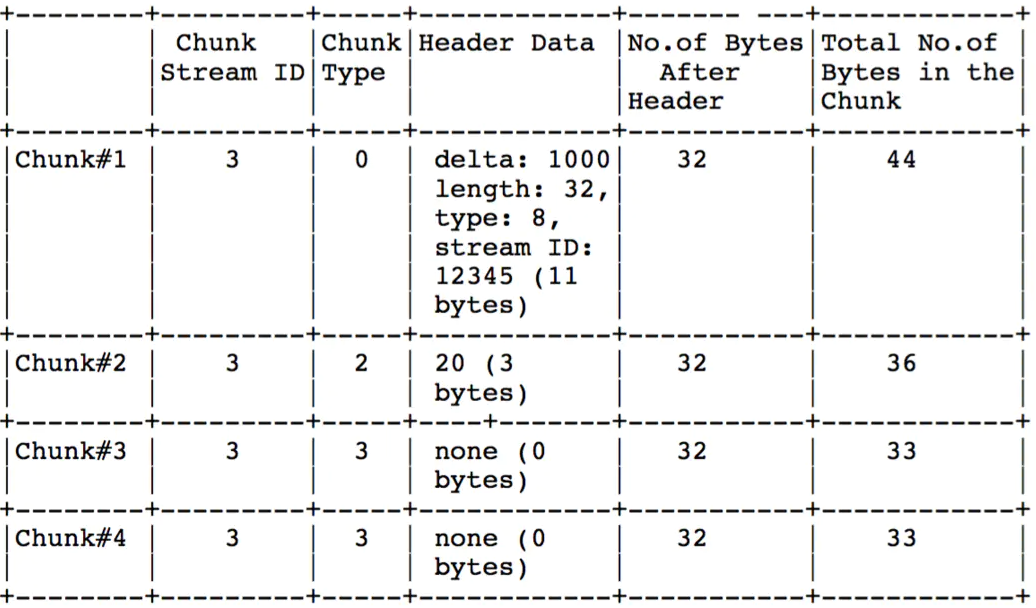 +--------+---------+-----+------------+------- ---+------------+
|        | Chunk   |Chunk|Header Data |No.of Bytes|Total No.of |
|        |Stream ID|Type |            |  After    |Bytes in the|
|        |         |     |            |Header     |Chunk       |
+--------+---------+-----+------------+-----------+------------+
|Chunk#1 |    3    |  0  | delta: 1000|   32      |    44      |
|        |         |     | length: 32,|           |            |
|        |         |     | type: 8,   |           |            |
|        |         |     | stream ID: |           |            |
|        |         |     | 12345 (11  |           |            |
|        |         |     | bytes)     |           |            |
+--------+---------+-----+------------+-----------+------------+
|Chunk#2 |    3    |  2  | 20 (3      |   32      |    36      |
|        |         |     | bytes)     |           |            |
+--------+---------+-----+----+-------+-----------+------------+
|Chunk#3 |    3    |  3  | none (0    |   32      |    33      |
|        |         |     | bytes)     |           |            |
+--------+---------+-----+------------+-----------+------------+
|Chunk#4 |    3    |  3  | none (0    |   32      |    33      |
|        |         |     | bytes)     |           |            |
+--------+---------+-----+------------+-----------+------------+